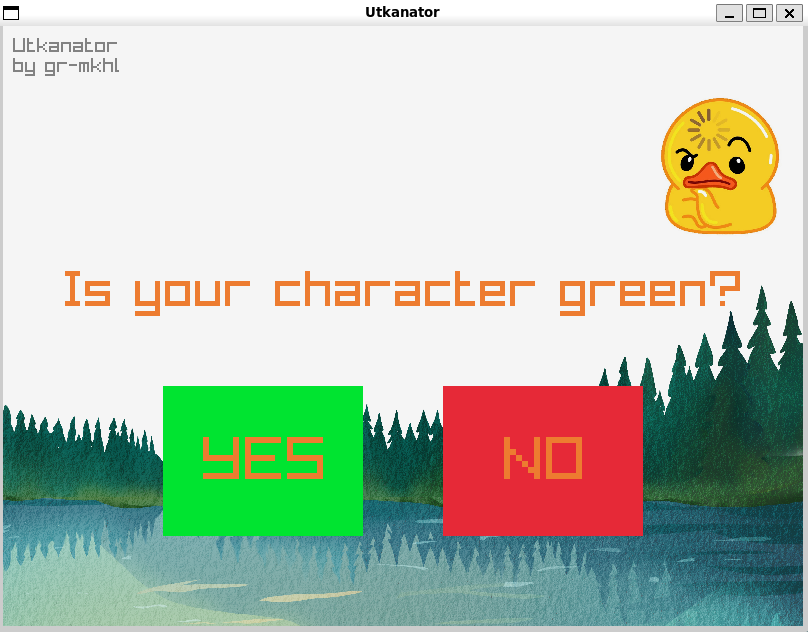 Utkanator
Utkanator
by gr-mkhl
Is your character green?
YES
NO